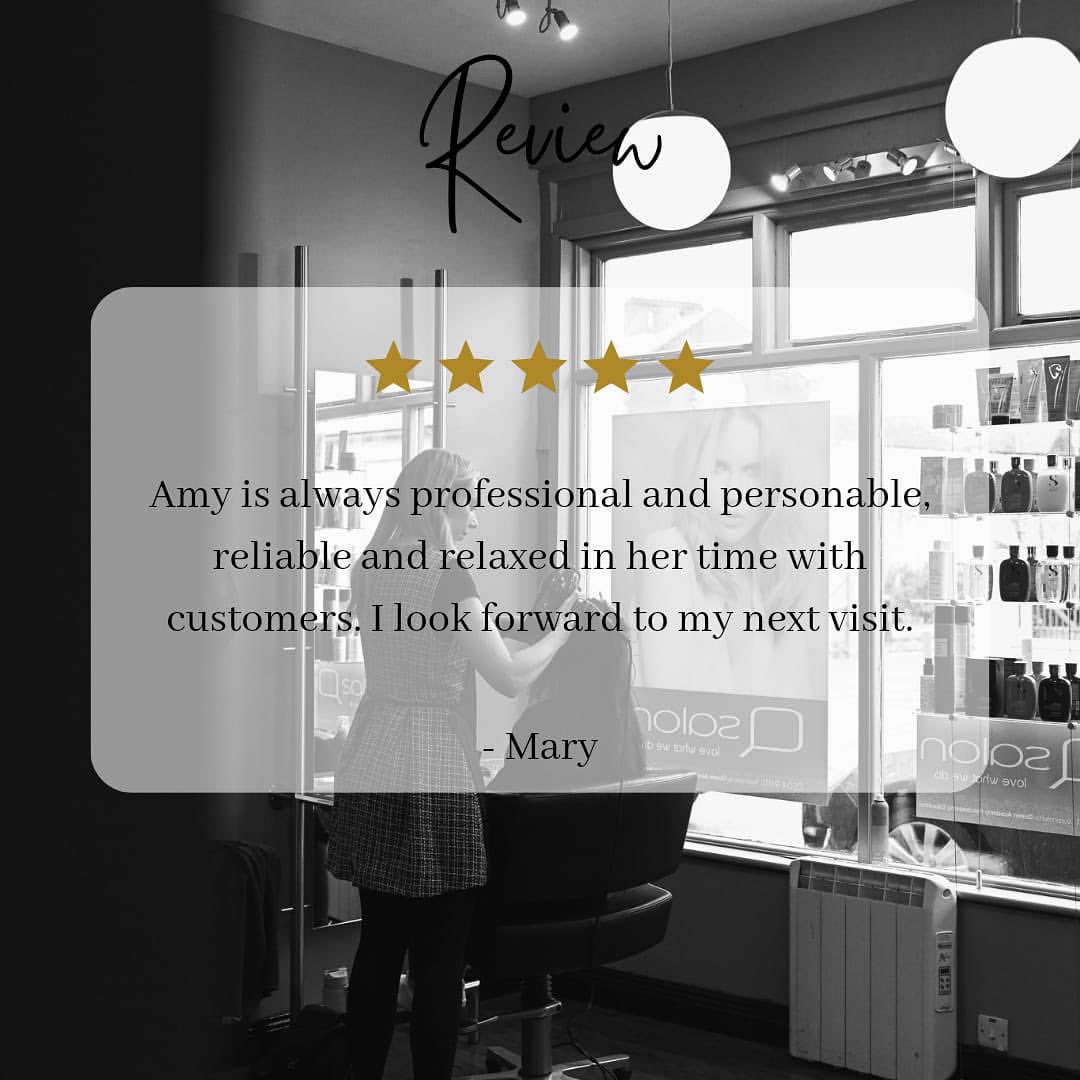 Review
Amy is always professional and personable,
reliable and relaxed in her time with
customers. I look forward to my next visit.
- Mary
salon
love what we do
salon
love what we do